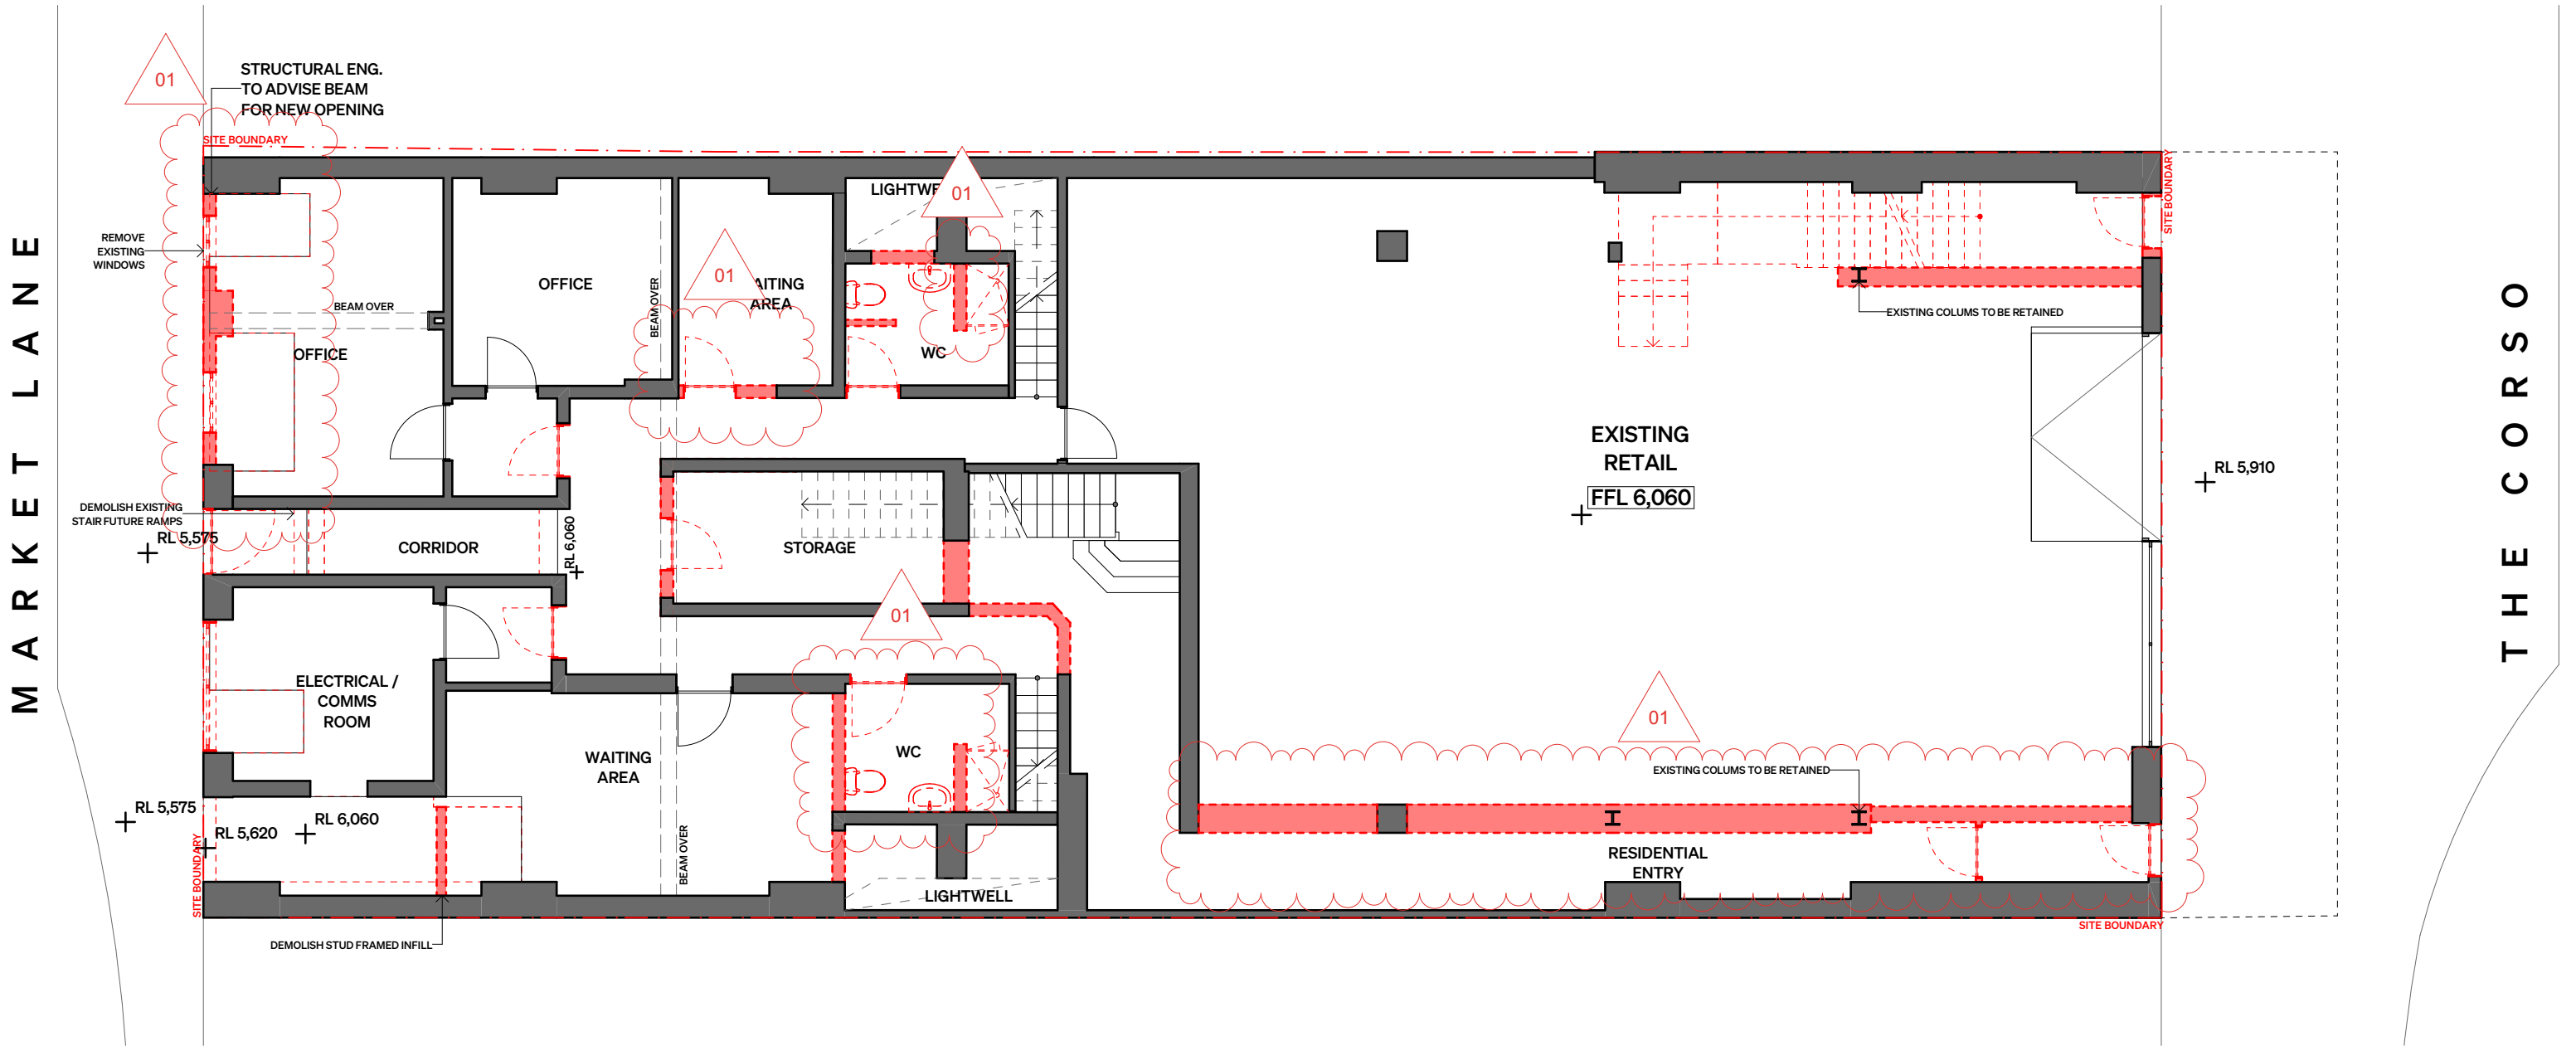 01
STRUCTURAL ENG.
TO ADVISE BEAM
FOR NEW OPENING
SITE BOUNDARY
MARKET LANE
REMOVE
EXISTING
WINDOWS
BEAM OVER
OFFICE
OFFICE
BEAM OVER
01
AITING
AREA
LIGHTWE
01
WC
SITE BOUNDARY
EXISTING COLUMS TO BE RETAINED
THE CORSO
EXISTING
RETAIL
FFL 6,060
RL 5,910
DEMOLISH EXISTING
STAIR FUTURE RAMPS
RL 5,575
CORRIDOR
RL 6,060
STORAGE
01
ELECTRICAL /
COMMS
ROOM
WAITING
AREA
WC
01
EXISTING COLUMS TO BE RETAINED
RL 5,575
RL 5,620
RL 6,060
SITE BOUNDARY
BEAM OVER
LIGHTWELL
RESIDENTIAL
ENTRY
SITE BOUNDARY
DEMOLISH STUD FRAMED INFILL